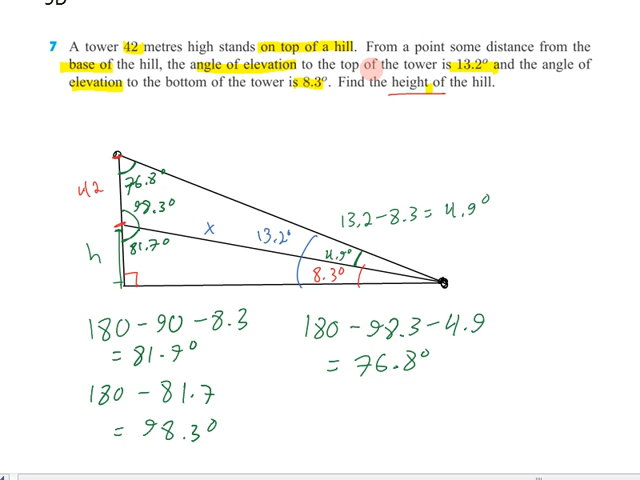 7 A tower 42 metres high stands on top of a hill. From a point some distance from the
base of the hill, the angle of elevation to the top of the tower is 13.2° and the angle of
elevation to the bottom of the tower is 8.3°. Find the height of the hill.
42
76.8°
98.3°
81.7°
h
x
13.2°
4.9°
8.3°
13.2-8.3 = 4.9°
180-90-8.3
= 81.7°
180 - 81.7
= 98.3°
180-98.3-4.9
= 76.8°